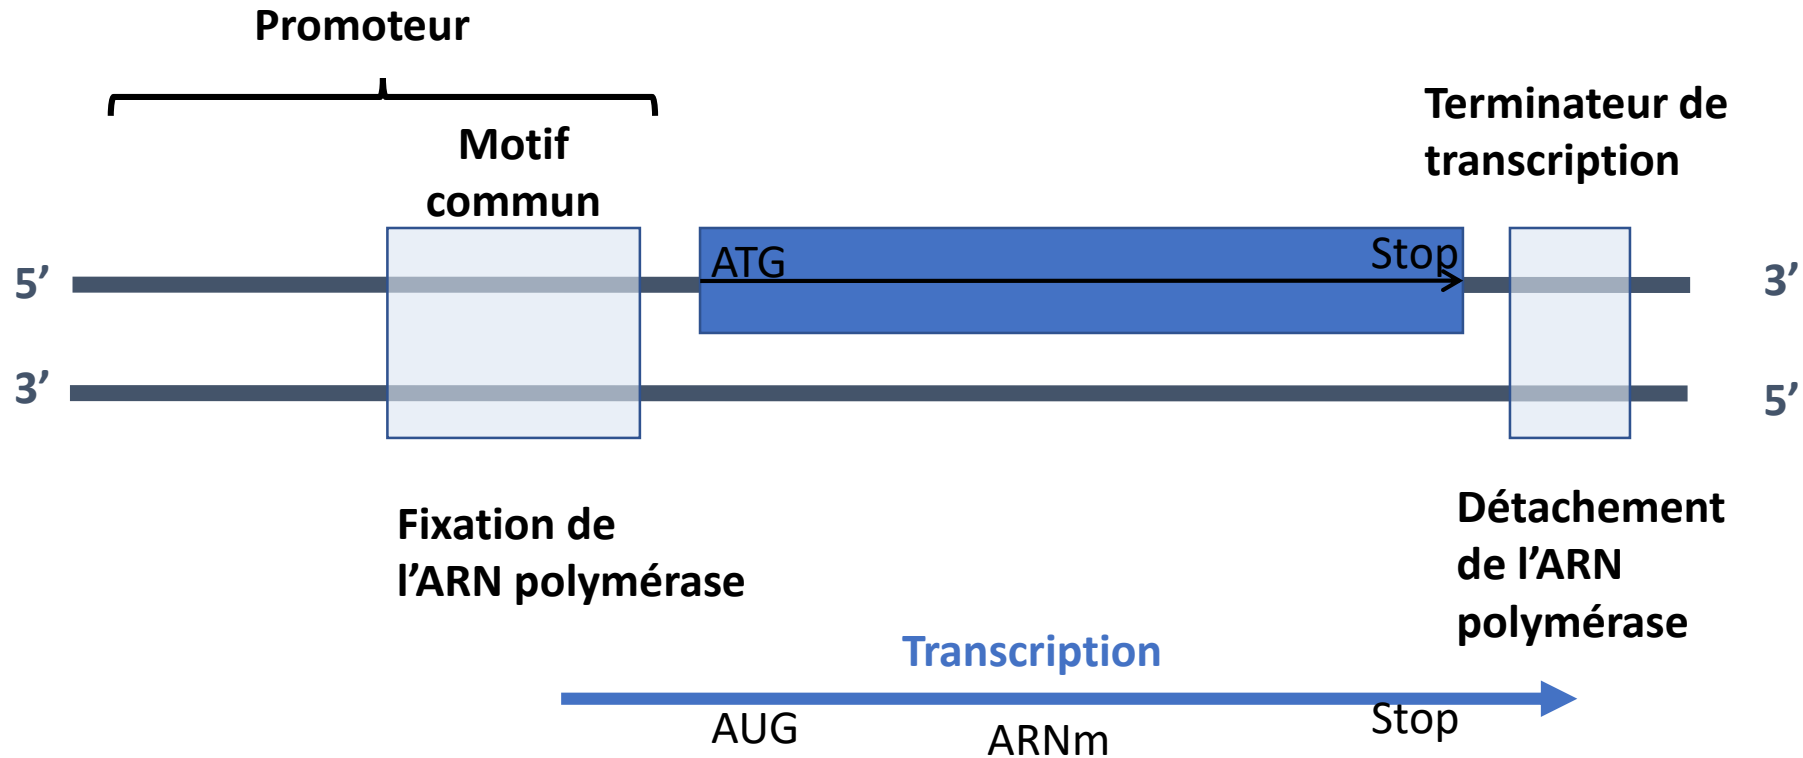 Promoteur
Motif
commun
Terminateur de
transcription
ATG
Stop
5’
3’
3’
5’
Fixation de
l’ARN polymérase
Détachement
de l’ARN
polymérase
Transcription
AUG
ARNm
Stop